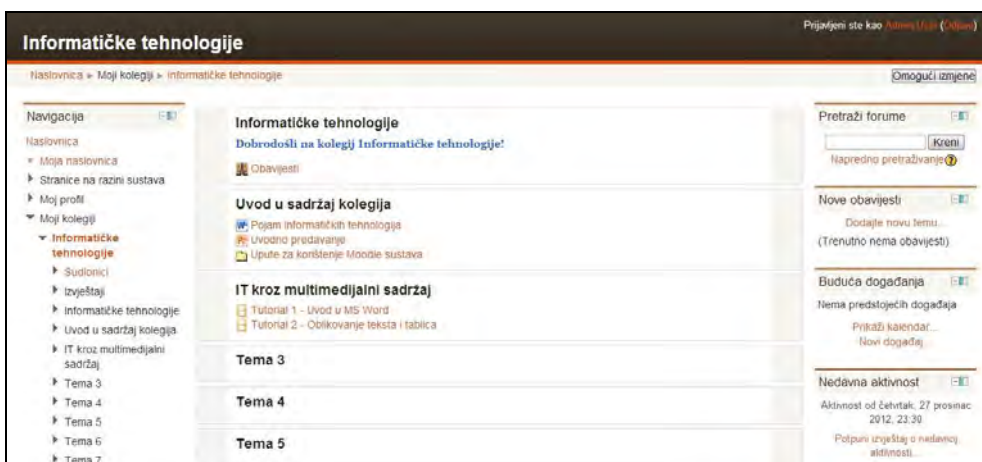 Informatičke tehnologije
Prijavljeni ste kao Admin User (Odjava)
Naslovnica ► Moji kolegiji ► Informatičke tehnologije
Omogući izmjene
Navigacija
Naslovnica
Moja naslovnica
Stranice na razini sustava
Moj profil
Moji kolegiji
Informatičke
tehnologije
Sudionici
Izvještaji
Informatičke tehnologije
Uvod u sadržaj kolegija
IT kroz multimedijalni
sadržaj
Tema 3
Tema 4
Tema 5
Tema 6
Tema 7
Informatičke tehnologije
Dobrodošli na kolegij Informatičke tehnologije!
Obavijesti
Uvod u sadržaj kolegija
Pojam informatičkih tehnologija
Uvodno predavanje
Upute za korištenje Moodle sustava
IT kroz multimedijalni sadržaj
Tutorial 1 - Uvod u MS Word
Tutorial 2 - Oblikovanje teksta i tablica
Tema 3
Tema 4
Tema 5
Pretraži forume
Kreni
Napredno pretraživanje
Nove obavijesti
Dodajte novu temu...
(Trenutno nema obavijesti)
Buduća događanja
Nema predstojećih događaja
Prikaži kalendar...
Novi događaj...
Nedavna aktivnost
Aktivnost od četvrtak, 27 prosinac
2012, 23:30
Potpuni izvještaj o nedavnoj
aktivnosti...